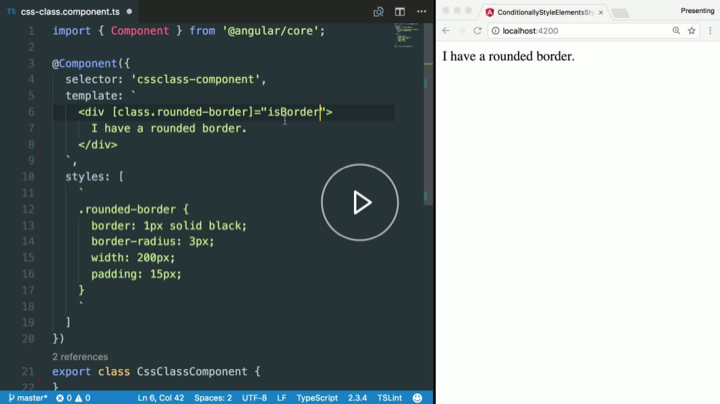 TS css-class.component.ts
1 import { Component } from '@angular/core';
2
3 @Component({
4 selector: 'cssclass-component',
5 template: `
6 <div [class.rounded-border]="isBorder">
7 I have a rounded border.
8 </div>
9 `,
10 styles: [
11 `
12 .rounded-border {
13 border: 1px solid black;
14 border-radius: 3px;
15 width: 200px;
16 padding: 15px;
17 }
18 `
19 ]
20 })
2 references
21 export class CssClassComponent {
22 }
master* 0 0 Ln 6, Col 42 Spaces: 2 UTF-8 LF TypeScript 2.3.4 TSLint
ConditionallyStyleElementsSt Presenting
localhost:4200
I have a rounded border.